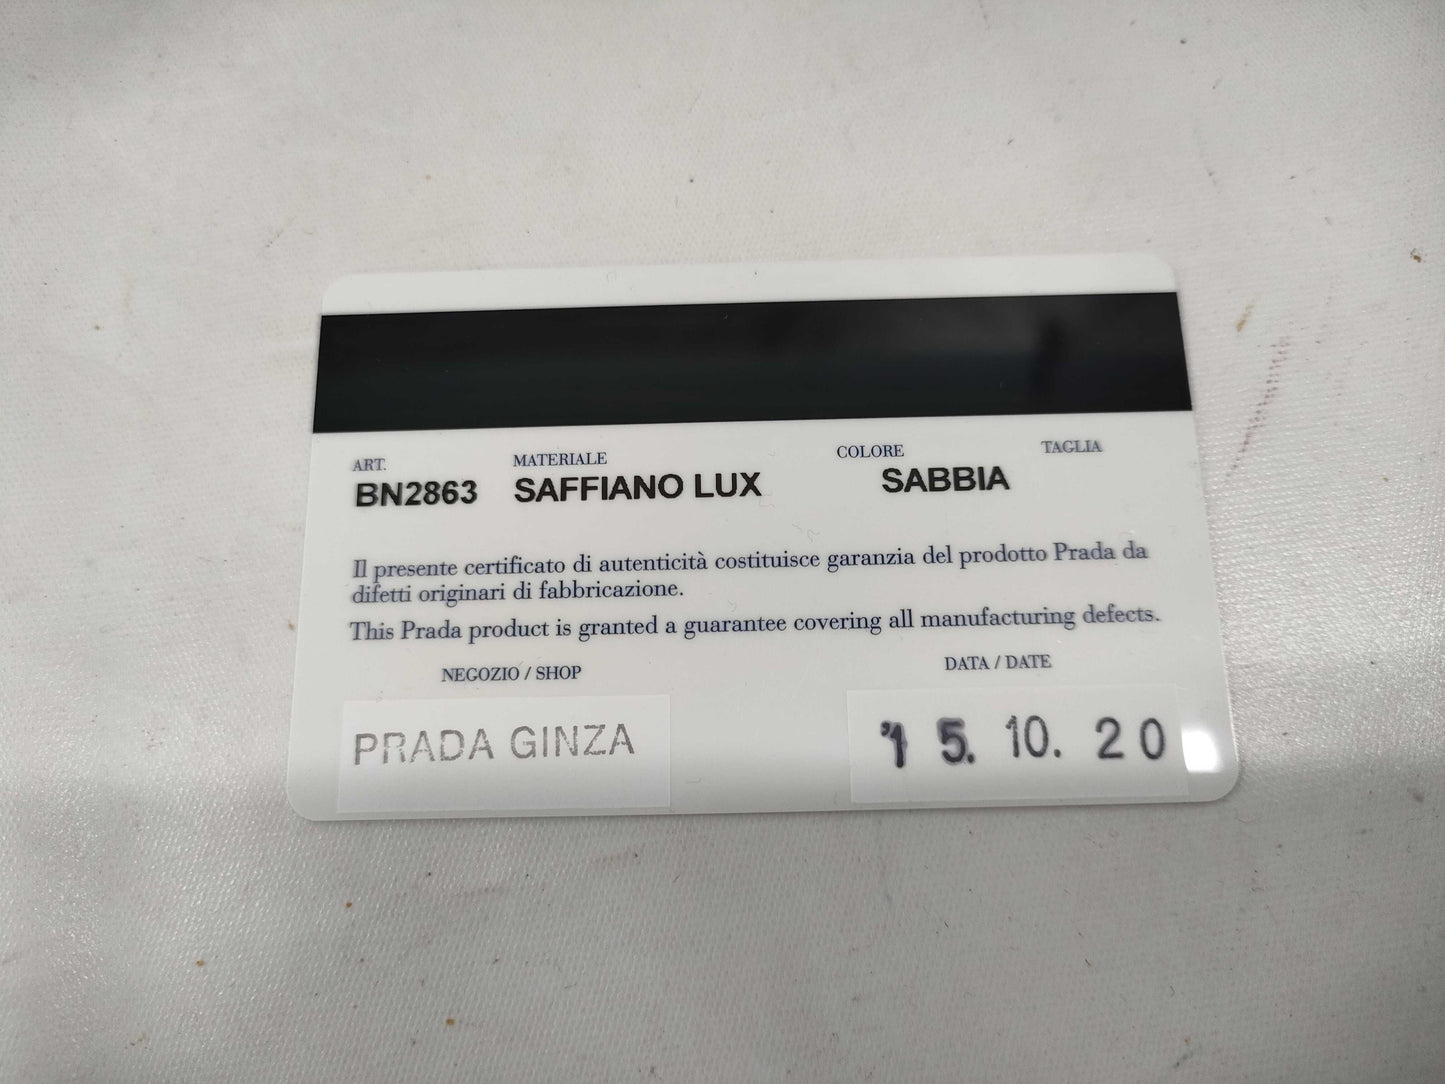 ART. MATERIALE COLORE TAGLIA
BN2863 SAFFIANO LUX SABBIA
Il presente certificato di autenticità costituisce garanzia del prodotto Prada da
difetti originari di fabbricazione.
This Prada product is granted a guarantee covering all manufacturing defects.
NEGOZIO / SHOP DATA / DATE
PRADA GINZA '15. 10. 20